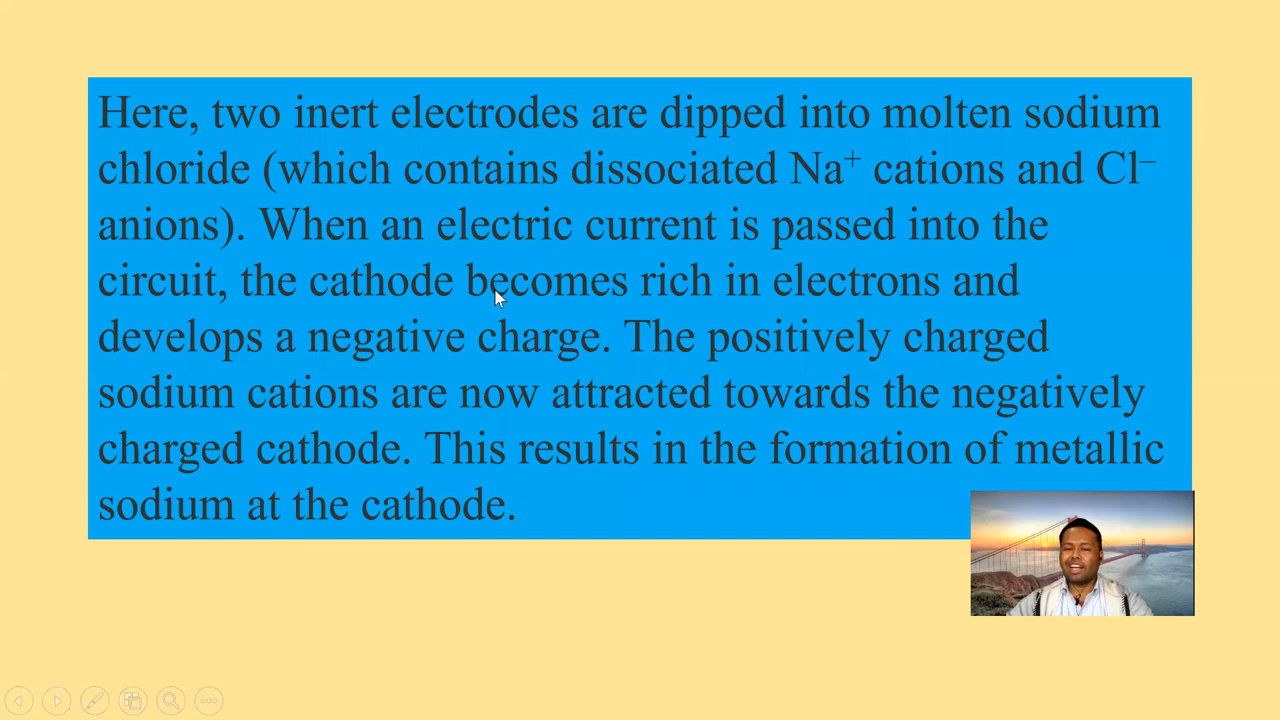 Here, two inert electrodes are dipped into molten sodium
chloride (which contains dissociated Na⁺ cations and Cl⁻
anions). When an electric current is passed into the
circuit, the cathode becomes rich in electrons and
develops a negative charge. The positively charged
sodium cations are now attracted towards the negatively
charged cathode. This results in the formation of metallic
sodium at the cathode.